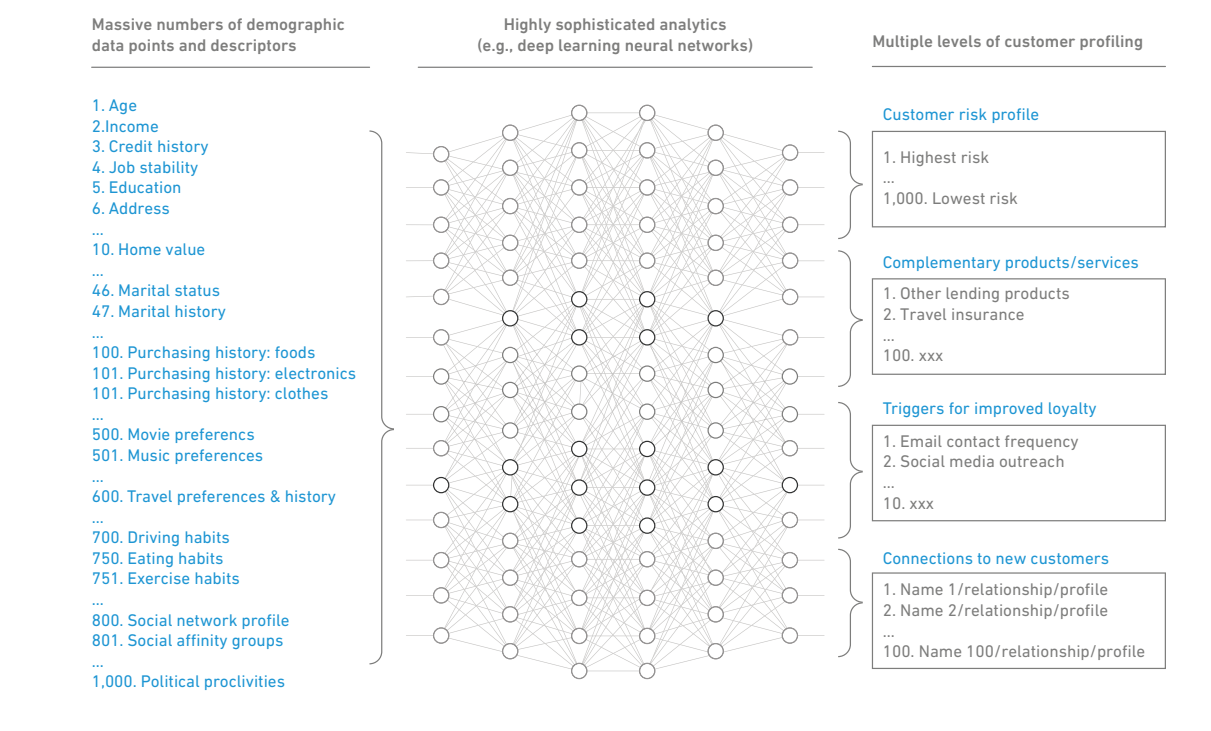 Massive numbers of demographic
data points and descriptors
1. Age
2.Income
3. Credit history
4. Job stability
5. Education
6. Address
...
10. Home value
...
46. Marital status
47. Marital history
...
100. Purchasing history: foods
101. Purchasing history: electronics
101. Purchasing history: clothes
...
500. Movie preferencs
501. Music preferences
...
600. Travel preferences & history
...
700. Driving habits
750. Eating habits
751. Exercise habits
...
800. Social network profile
801. Social affinity groups
...
1,000. Political proclivities
Highly sophisticated analytics
(e.g., deep learning neural networks)
Multiple levels of customer profiling
Customer risk profile
1. Highest risk
...
1,000. Lowest risk
Complementary products/services
1. Other lending products
2. Travel insurance
...
100. xxx
Triggers for improved loyalty
1. Email contact frequency
2. Social media outreach
...
10. xxx
Connections to new customers
1. Name 1/relationship/profile
2. Name 2/relationship/profile
...
100. Name 100/relationship/profile